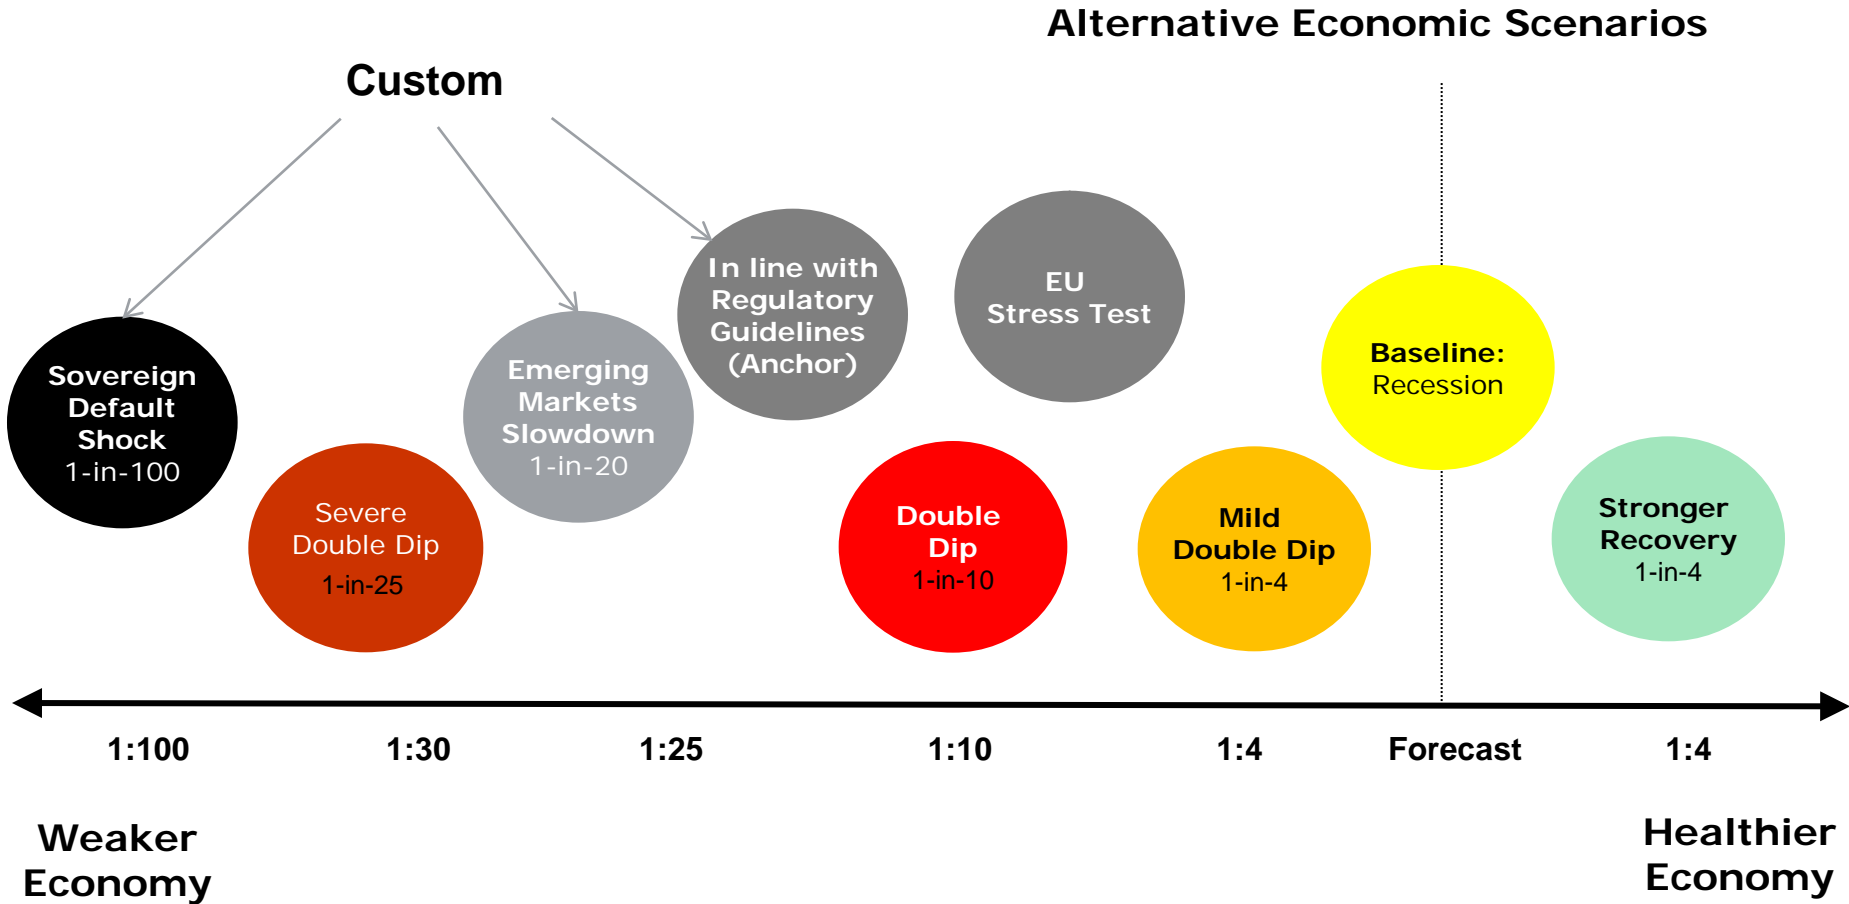 Alternative Economic Scenarios
Custom
Sovereign
Default
Shock
1-in-100
Severe
Double Dip
1-in-25
Emerging
Markets
Slowdown
1-in-20
In line with
Regulatory
Guidelines
(Anchor)
EU
Stress Test
Double
Dip
1-in-10
Mild
Double Dip
1-in-4
Baseline:
Recession
Stronger
Recovery
1-in-4
1:100 1:30 1:25 1:10 1:4 Forecast 1:4
Weaker
Economy
Healthier
Economy